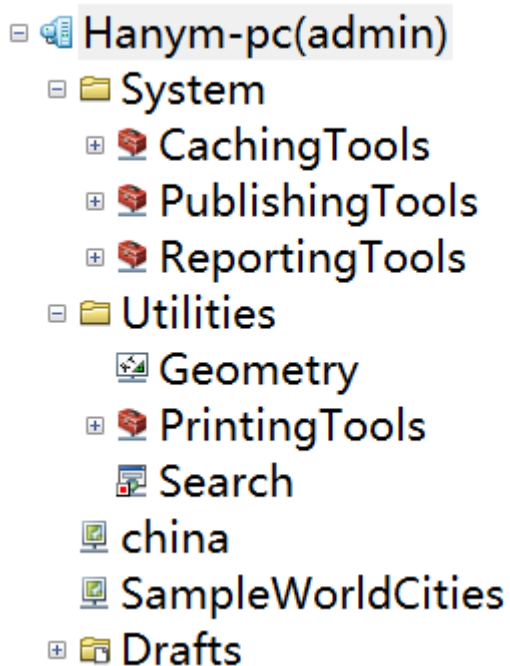 Hanym-pc(admin)
System
CachingTools
PublishingTools
ReportingTools
Utilities
Geometry
PrintingTools
Search
china
SampleWorldCities
Drafts